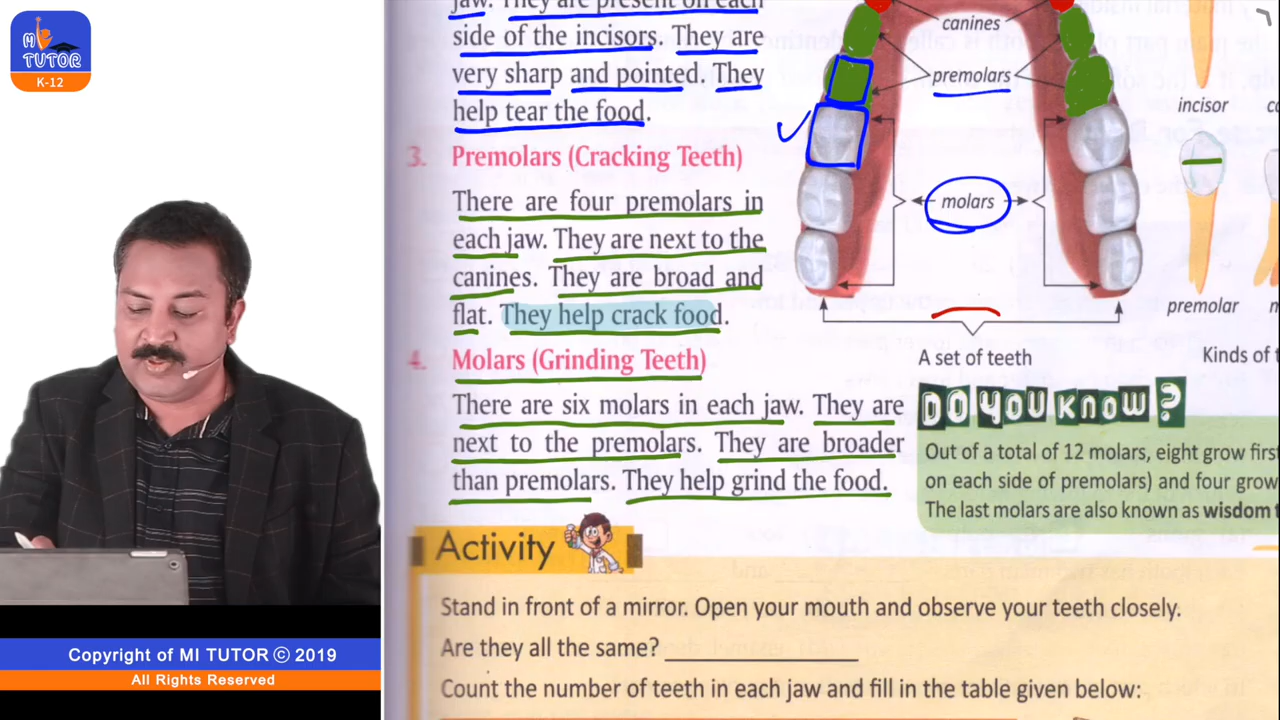 MI
TUTOR
K-12
jaw. They are present on each
side of the incisors. They are
very sharp and pointed. They
help tear the food.
3. Premolars (Cracking Teeth)
There are four premolars in
each jaw. They are next to the
canines. They are broad and
flat. They help crack food.
4. Molars (Grinding Teeth)
There are six molars in each jaw. They are
next to the premolars. They are broader
than premolars. They help grind the food.
canines
premolars
molars
A set of teeth
incisor
premolar
Kinds of
DO YOU KNOW?
Out of a total of 12 molars, eight grow first
on each side of premolars) and four grow
The last molars are also known as wisdom
Activity
Stand in front of a mirror. Open your mouth and observe your teeth closely.
Are they all the same?
Count the number of teeth in each jaw and fill in the table given below:
Copyright of MI TUTOR © 2019
All Rights Reserved